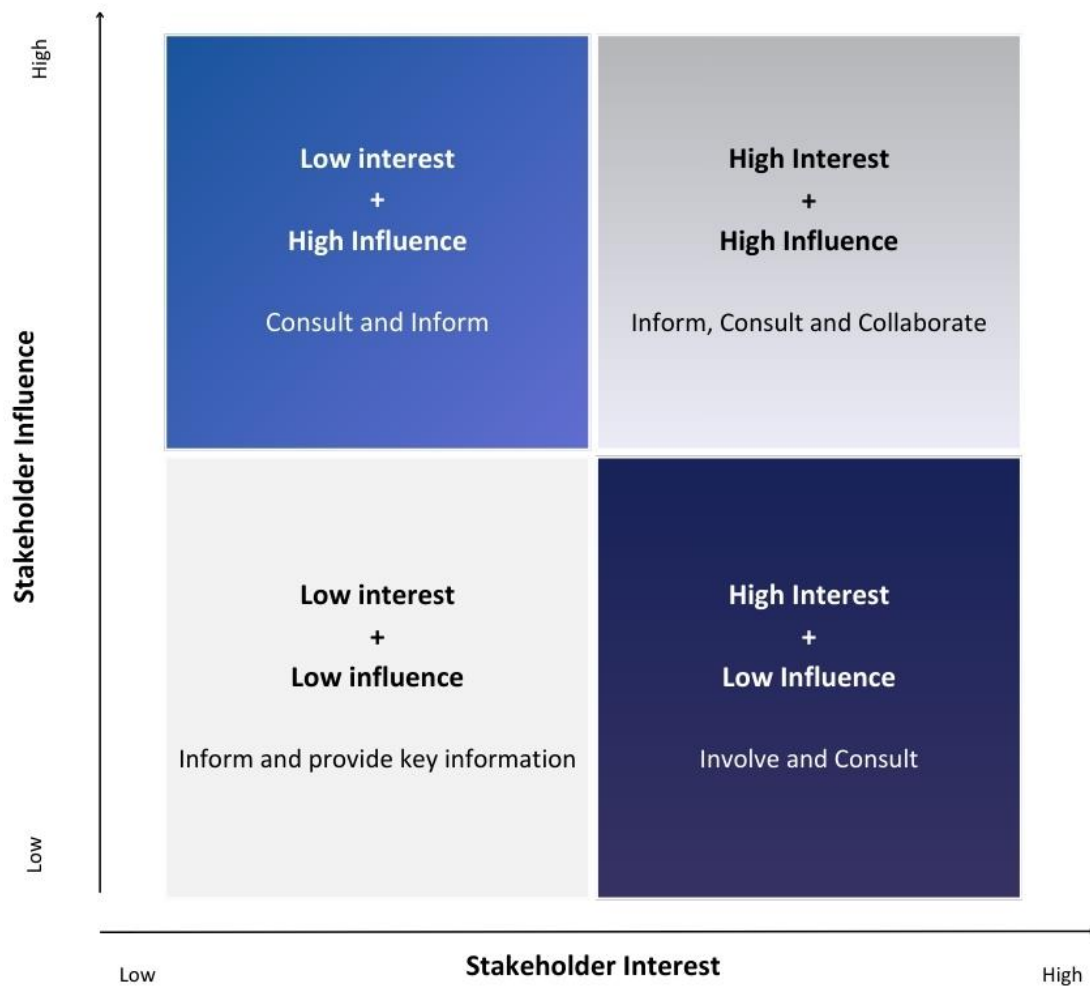 High
Low interest
+
High Influence
Consult and Inform
High Interest
+
High Influence
Inform, Consult and Collaborate
Stakeholder Influence
Low interest
+
Low influence
Inform and provide key information
High Interest
+
Low Influence
Involve and Consult
Low
Low
Stakeholder Interest
High